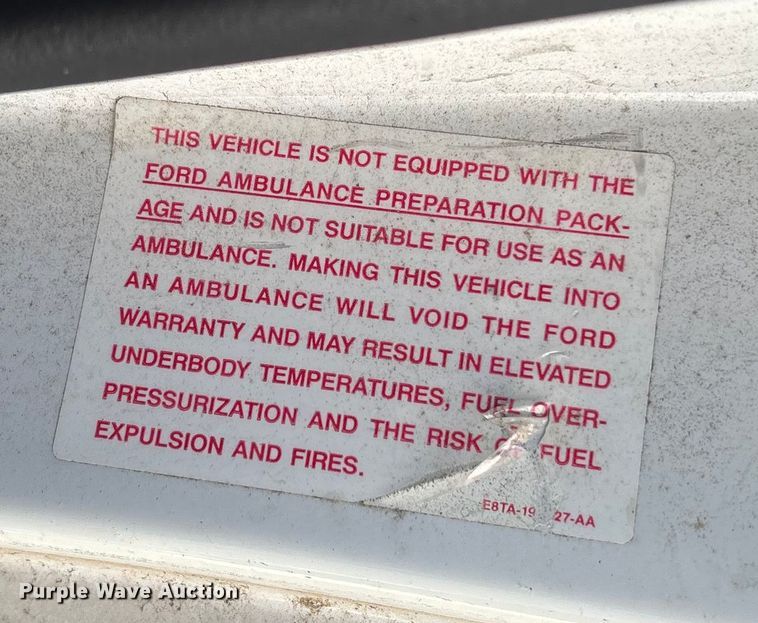 THIS VEHICLE IS NOT EQUIPPED WITH THE
FORD AMBULANCE PREPARATION PACK-
AGE AND IS NOT SUITABLE FOR USE AS AN
AMBULANCE. MAKING THIS VEHICLE INTO
AN AMBULANCE WILL VOID THE FORD
WARRANTY AND MAY RESULT IN ELEVATED
UNDERBODY TEMPERATURES, FUEL OVER-
PRESSURIZATION AND THE RISK OF FUEL
EXPULSION AND FIRES.
E8TA-19 27-AA
Purple Wave Auction